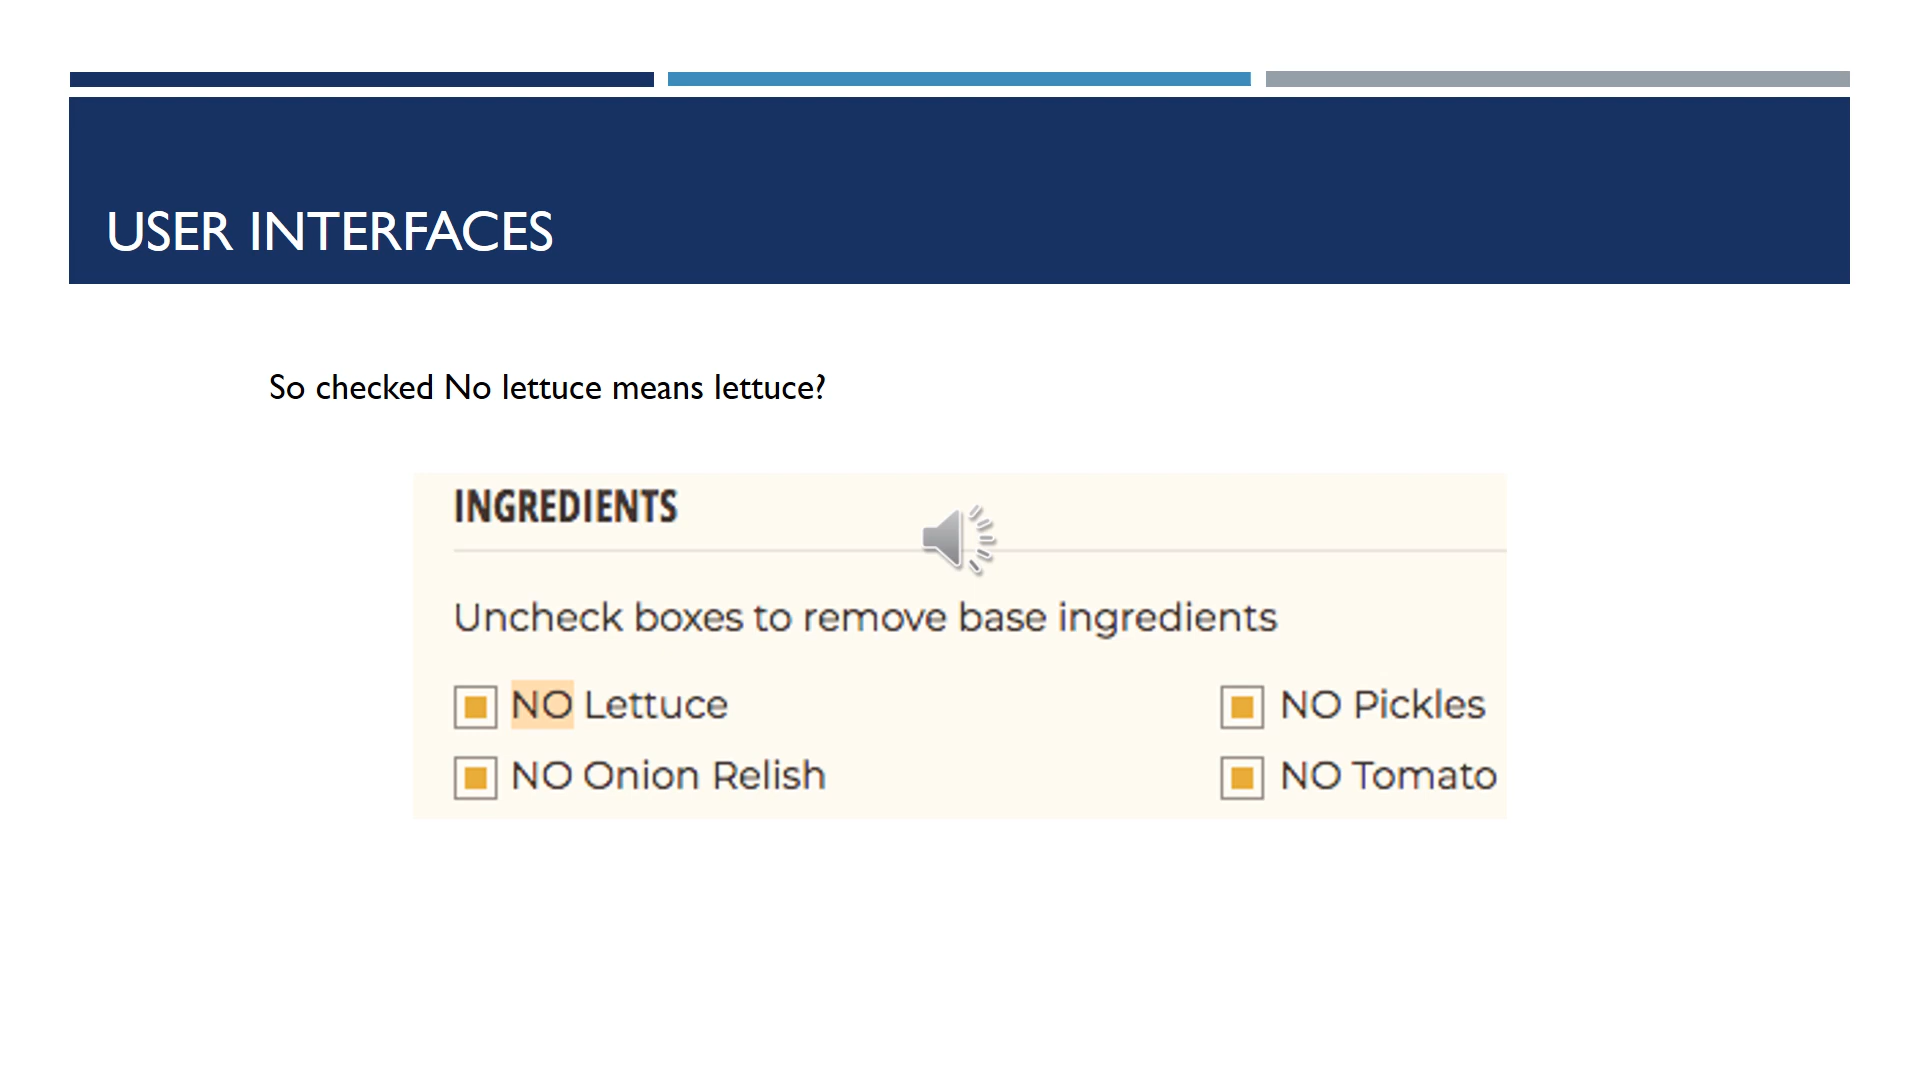 USER INTERFACES
So checked No lettuce means lettuce?
INGREDIENTS
Uncheck boxes to remove base ingredients
NO Lettuce
NO Pickles
NO Onion Relish
NO Tomato